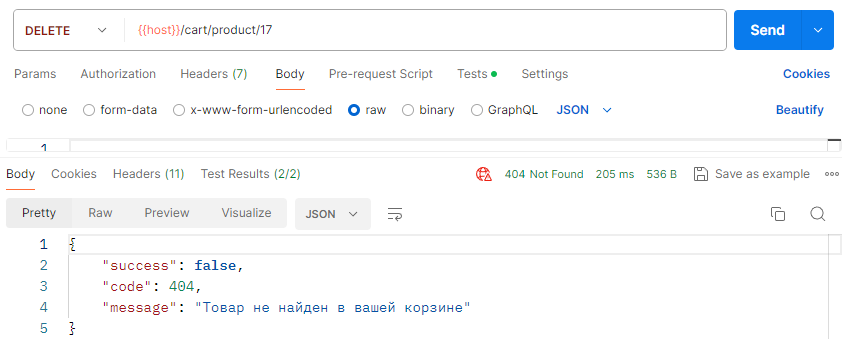 DELETE {{host}}/cart/product/17 Send
Params Authorization Headers (7) Body Pre-request Script Tests Settings Cookies
none form-data x-www-form-urlencoded raw binary GraphQL JSON Beautify
1
Body Cookies Headers (11) Test Results (2/2) 404 Not Found 205 ms 536 B Save as example
Pretty Raw Preview Visualize JSON
1 {
2 "success": false,
3 "code": 404,
4 "message": "Товар не найден в вашей корзине"
5 }